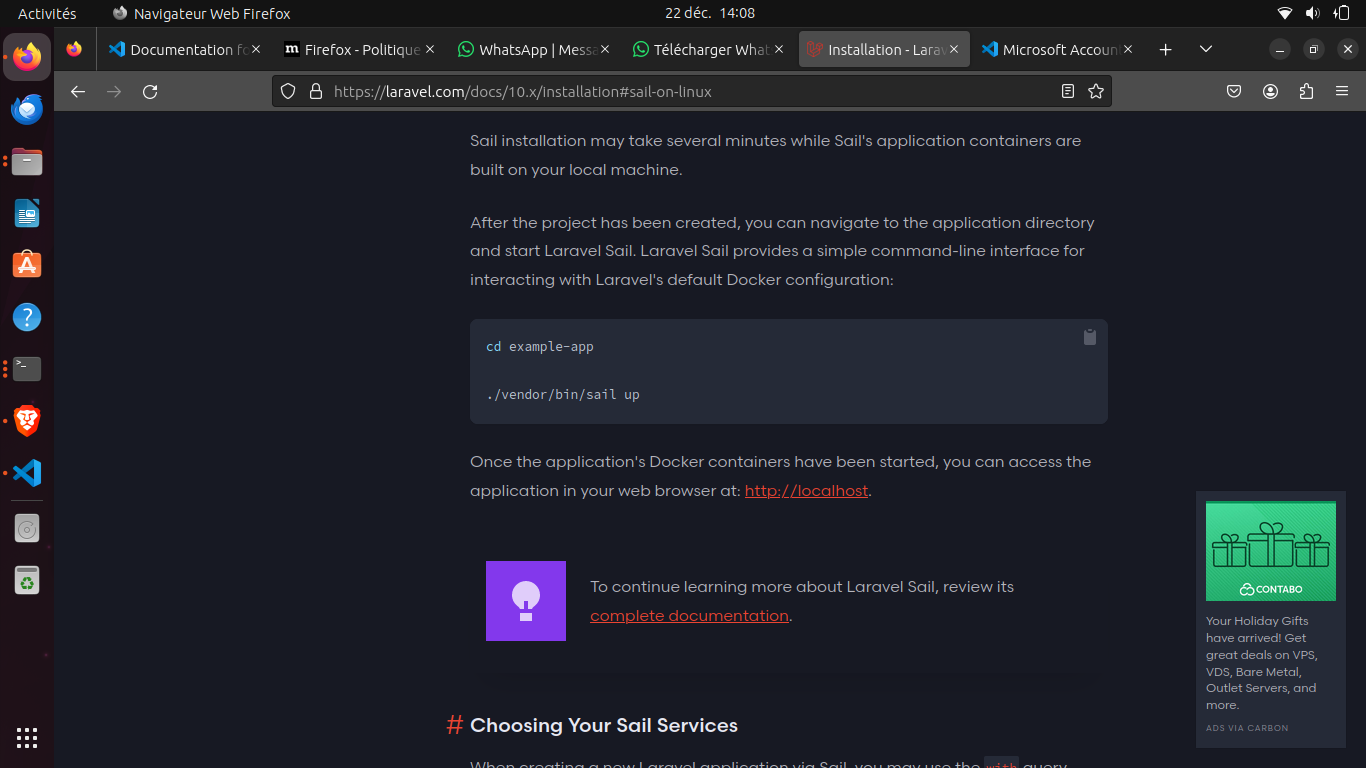 Activités
Navigateur Web Firefox
22 déc. 14:08
Documentation fo
Firefox - Politique
WhatsApp | Messa
Télécharger What
Installation - Larav
Microsoft Accoun
https://laravel.com/docs/10.x/installation#sail-on-linux
Sail installation may take several minutes while Sail's application containers are
built on your local machine.
After the project has been created, you can navigate to the application directory
and start Laravel Sail. Laravel Sail provides a simple command-line interface for
interacting with Laravel's default Docker configuration:
cd example-app
./vendor/bin/sail up
Once the application's Docker containers have been started, you can access the
application in your web browser at: http://localhost.
To continue learning more about Laravel Sail, review its
complete documentation.
CONTABO
Your Holiday Gifts
have arrived! Get
great deals on VPS,
VDS, Bare Metal,
Outlet Servers, and
more.
ADS VIA CARBON
# Choosing Your Sail Services
When creating a new Laravel application via Sail, you may use the with query